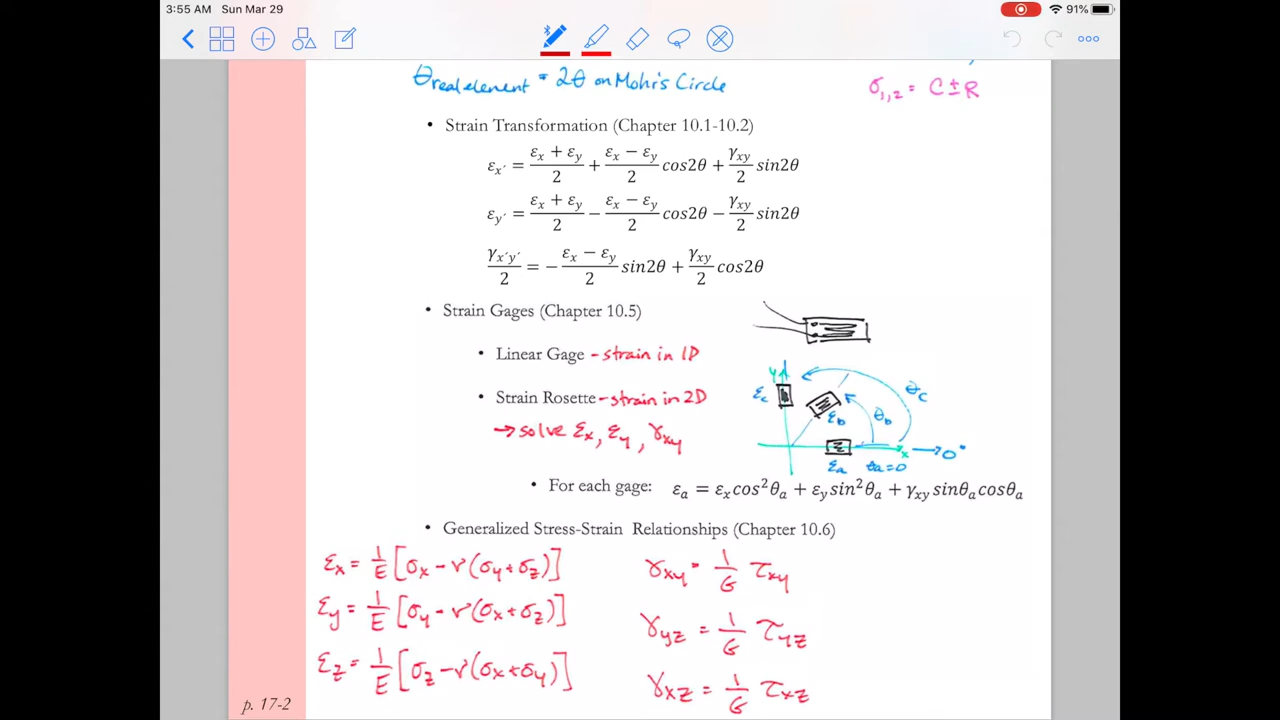 3:55 AM Sun Mar 29
91%
θ real element = 2θ on Mohr's Circle
σ1,2 = C ± R
• Strain Transformation (Chapter 10.1-10.2)
εx´ = (εx + εy)/2 + (εx − εy)/2 cos2θ + γxy/2 sin2θ
εy´ = (εx + εy)/2 − (εx − εy)/2 cos2θ − γxy/2 sin2θ
γx´y´/2 = − (εx − εy)/2 sin2θ + γxy/2 cos2θ
• Strain Gages (Chapter 10.5)
• Linear Gage - strain in 1D
• Strain Rosette - strain in 2D
→ solve εx, εy, γxy
y
εc
θc
εb
θb
x → 0°
εa θa=0
• For each gage: εa = εx cos²θa + εy sin²θa + γxy sinθa cosθa
• Generalized Stress-Strain Relationships (Chapter 10.6)
εx = 1/E [σx - ν(σy + σz)]
γxy = 1/G τxy
εy = 1/E [σy - ν(σx + σz)]
γyz = 1/G τyz
εz = 1/E [σz - ν(σx + σy)]
γxz = 1/G τxz
p. 17-2